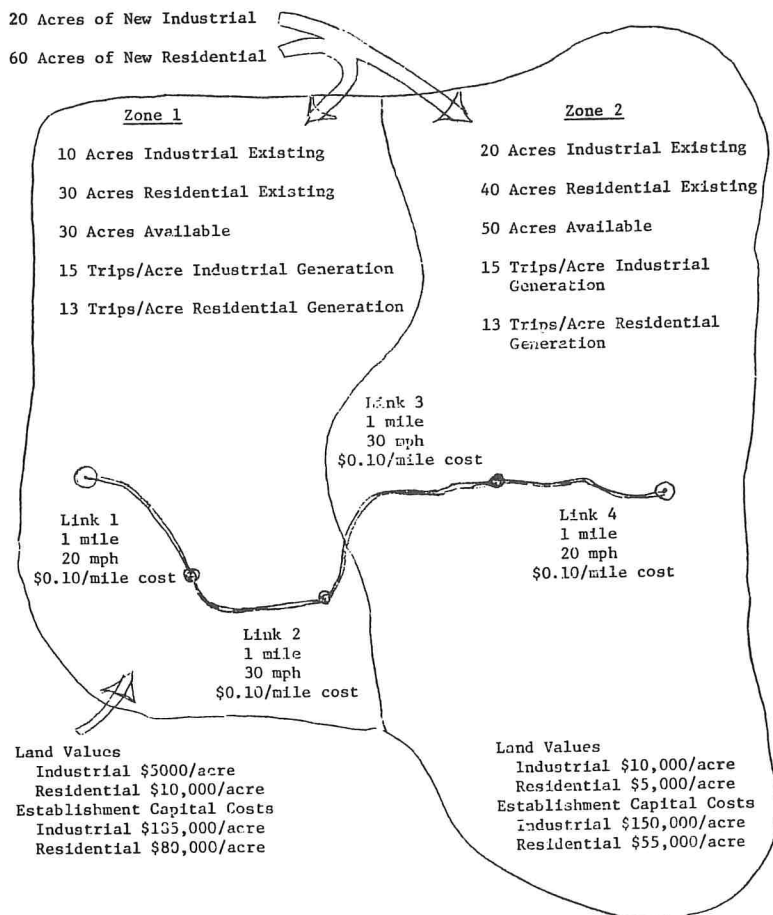 20 Acres of New Industrial
60 Acres of New Residential
Zone 1
10 Acres Industrial Existing
30 Acres Residential Existing
30 Acres Available
15 Trips/Acre Industrial Generation
13 Trips/Acre Residential Generation
Zone 2
20 Acres Industrial Existing
40 Acres Residential Existing
50 Acres Available
15 Trips/Acre Industrial
Generation
13 Trips/Acre Residential
Generation
Link 3
1 mile
30 mph
$0.10/mile cost
Link 1
1 mile
20 mph
$0.10/mile cost
Link 4
1 mile
20 mph
$0.10/mile cost
Link 2
1 mile
30 mph
$0.10/mile cost
Land Values
Industrial $5000/acre
Residential $10,000/acre
Establishment Capital Costs
Industrial
Residential $80,000/acre
Land Values
Industrial $10,000/acre
Residential $5,000/acre
Establishment Capital Costs
Industrial $150,000/acre
Residential $55,000/acre